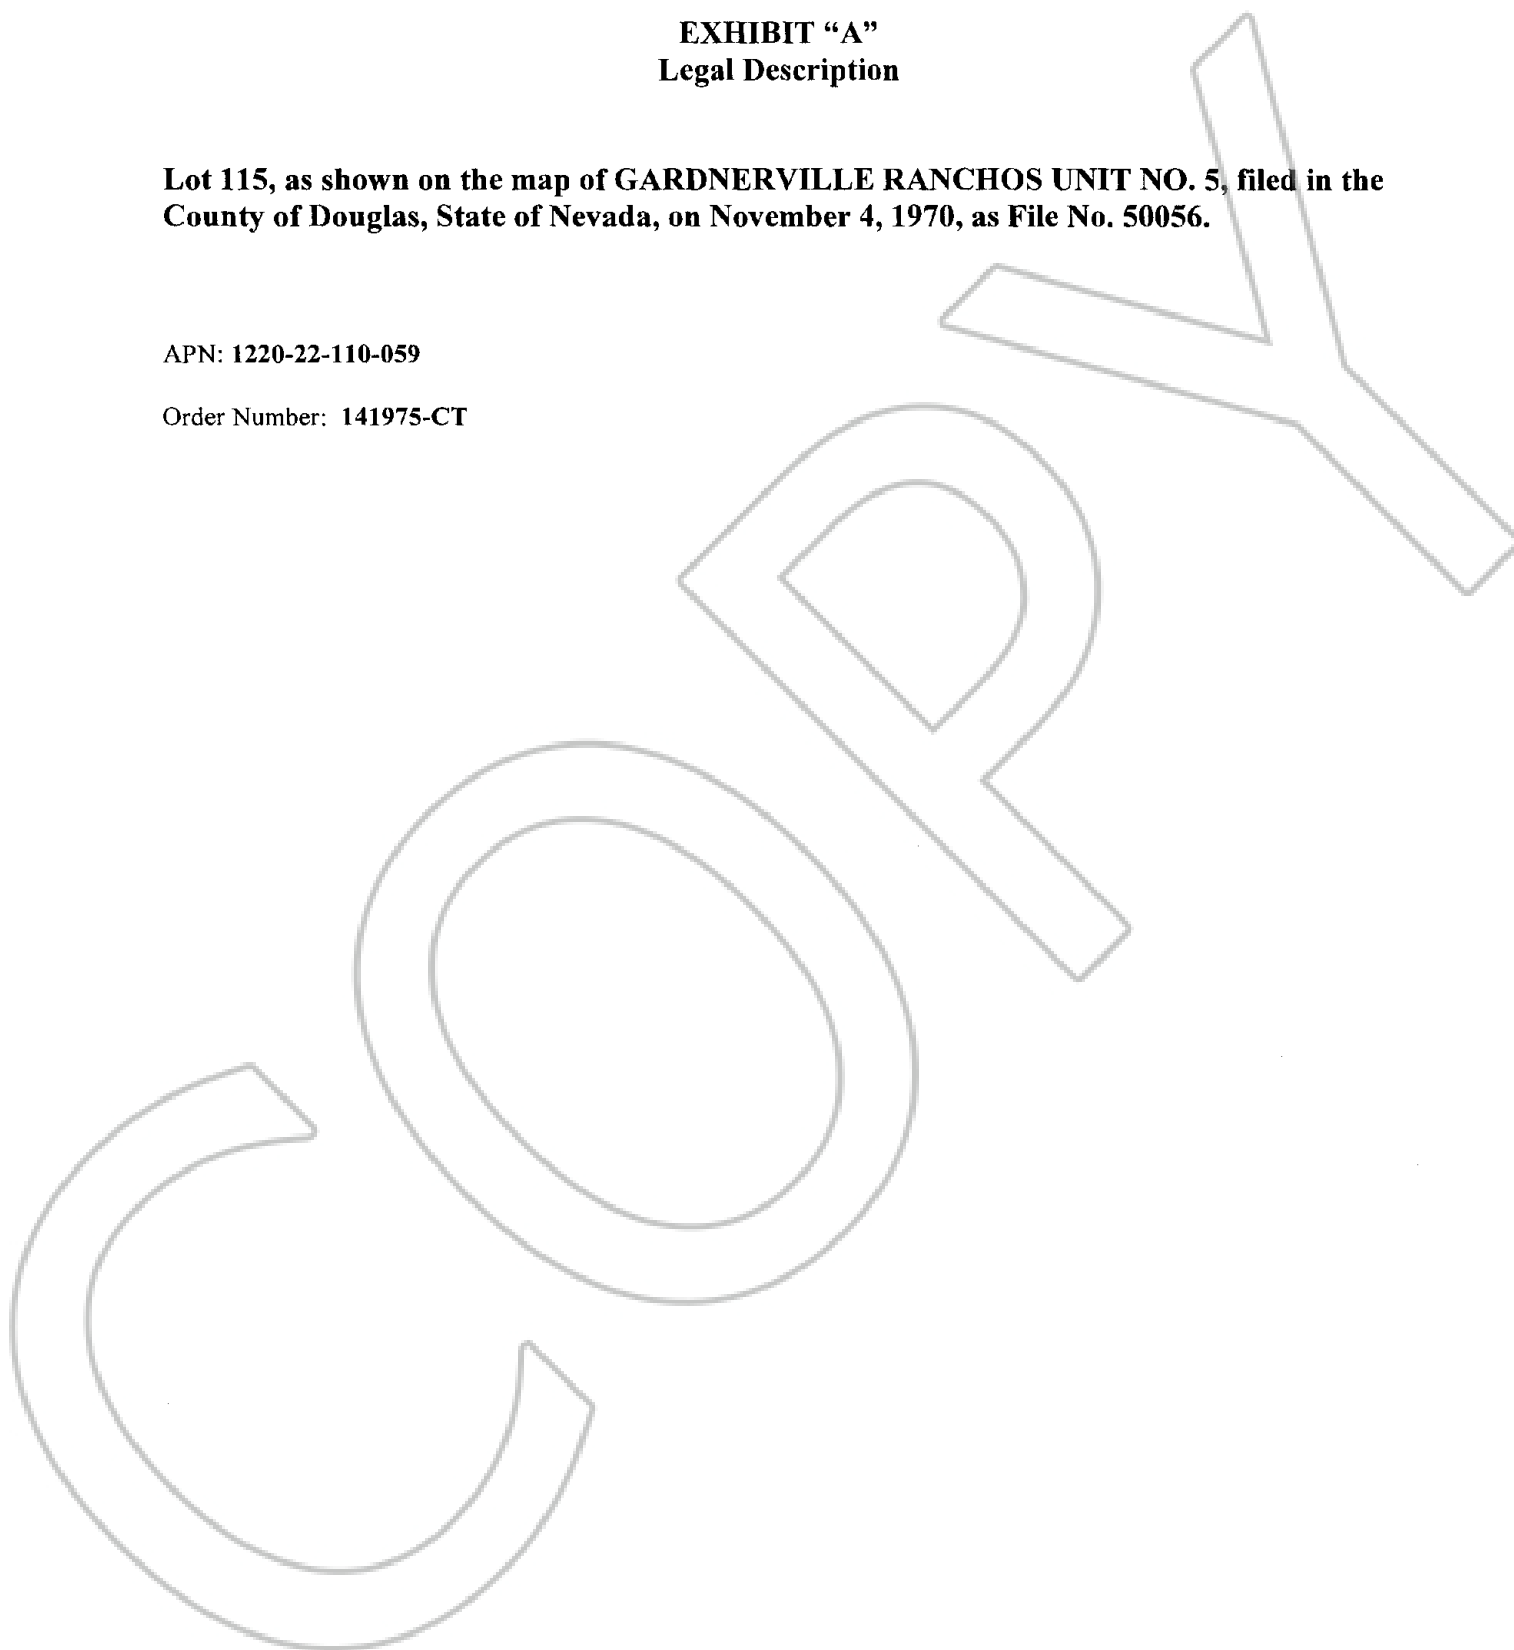 EXHIBIT “A”
Legal Description
Lot 115, as shown on the map of GARDNERVILLE RANCHOS UNIT NO. 5, filed in the
County of Douglas, State of Nevada, on November 4, 1970, as File No. 50056.
APN: 1220-22-110-059
Order Number: 141975-CT
COPY